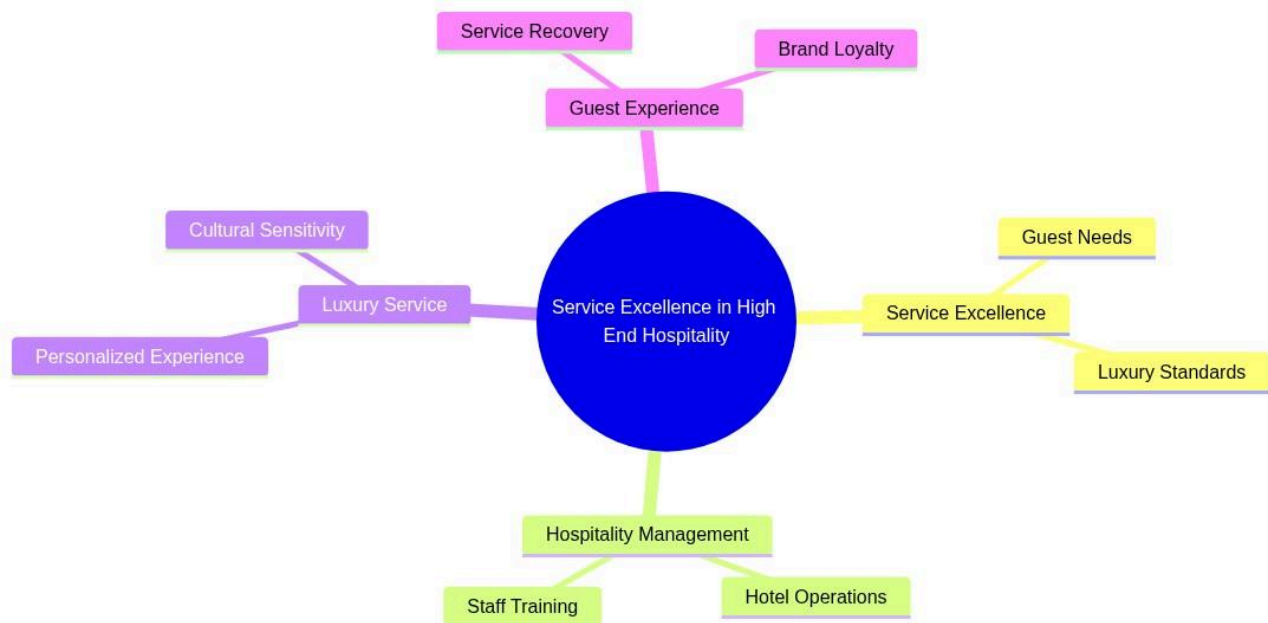 Service Recovery
Brand Loyalty
Guest Experience
Cultural Sensitivity
Luxury Service
Personalized Experience
Service Excellence in High
End Hospitality
Guest Needs
Service Excellence
Luxury Standards
Hospitality Management
Staff Training
Hotel Operations